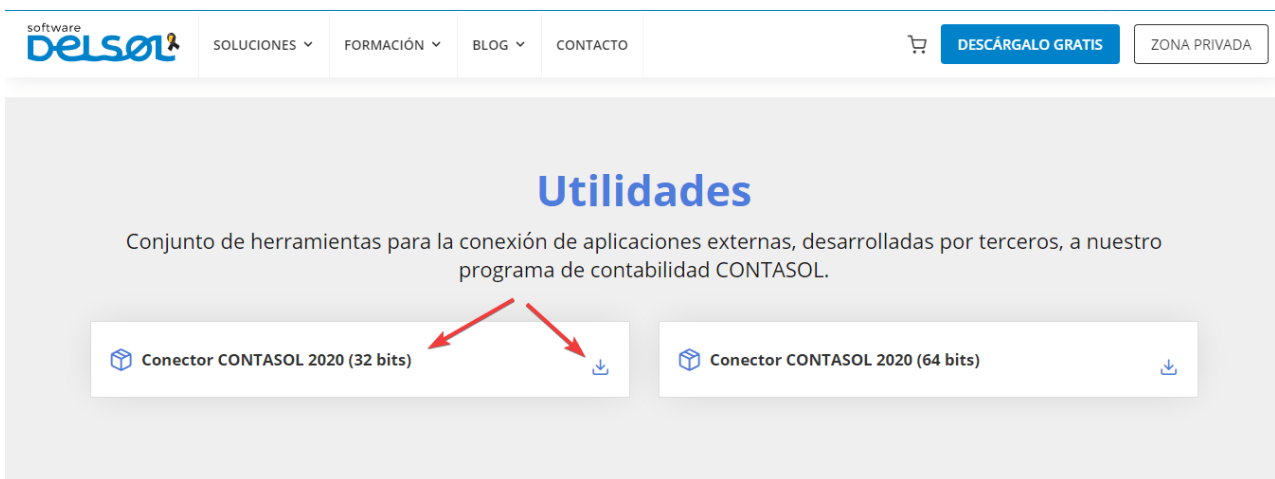 software
DELSOL
SOLUCIONES
FORMACIÓN
BLOG
CONTACTO
DESCÁRGALO GRATIS
ZONA PRIVADA
Utilidades
Conjunto de herramientas para la conexión de aplicaciones externas, desarrolladas por terceros, a nuestro
programa de contabilidad CONTASOL.
Conector CONTASOL 2020 (32 bits)
Conector CONTASOL 2020 (64 bits)